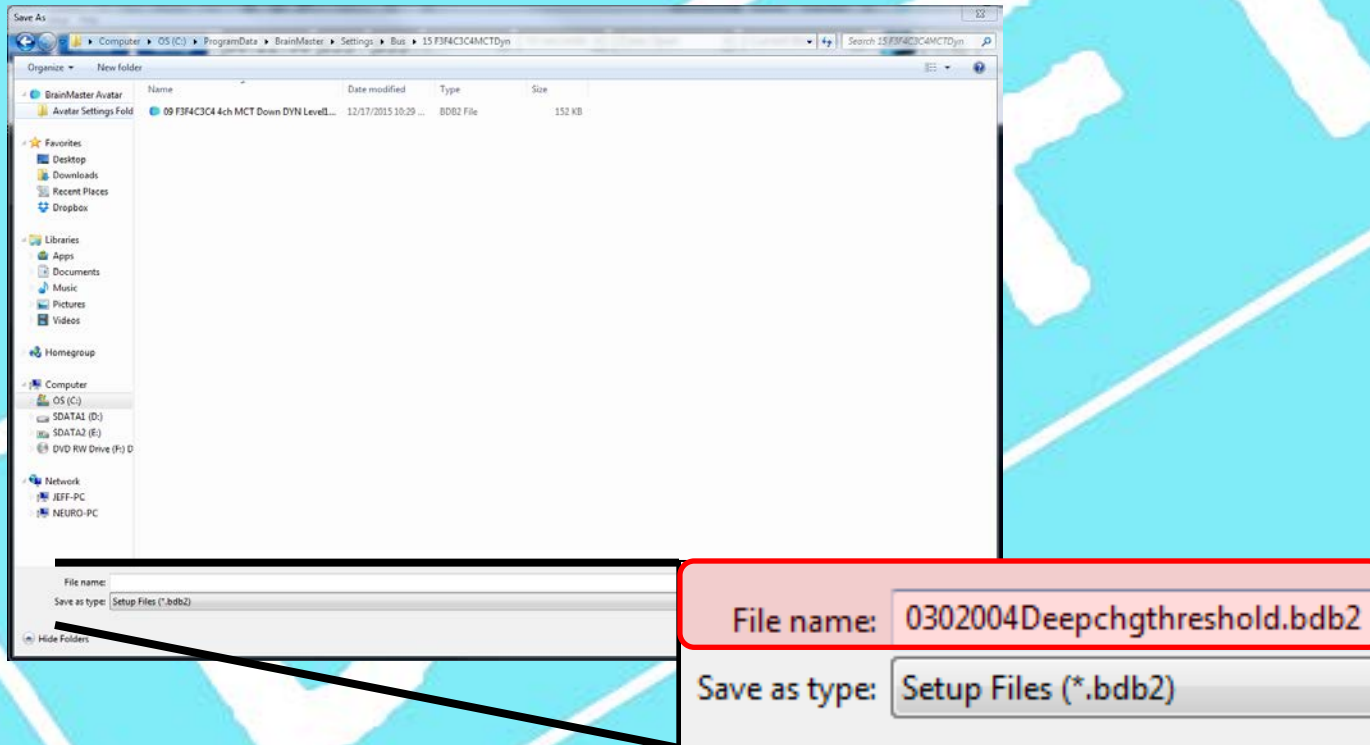 Save As
Computer ▸ OS (C:) ▸ ProgramData ▸ BrainMaster ▸ Settings ▸ Bus ▸ 15 F3F4C3C4MCTDyn
Search 15 F3F4C3C4MCTDyn
Organize New folder
Name Date modified Type Size
BrainMaster Avatar
Avatar Settings Fold
09 F3F4C3C4 4ch MCT Down DYN Level1... 12/17/2015 10:29 ... BDB2 File 152 KB
Favorites
Desktop
Downloads
Recent Places
Dropbox
Libraries
Apps
Documents
Music
Pictures
Videos
Homegroup
Computer
OS (C:)
SDATA1 (D:)
SDATA2 (E:)
DVD RW Drive (F:) D
Network
JEFF-PC
NEURO-PC
File name:
Save as type: Setup Files (*.bdb2)
Hide Folders
File name: 0302004Deepchgthreshold.bdb2
Save as type: Setup Files (*.bdb2)